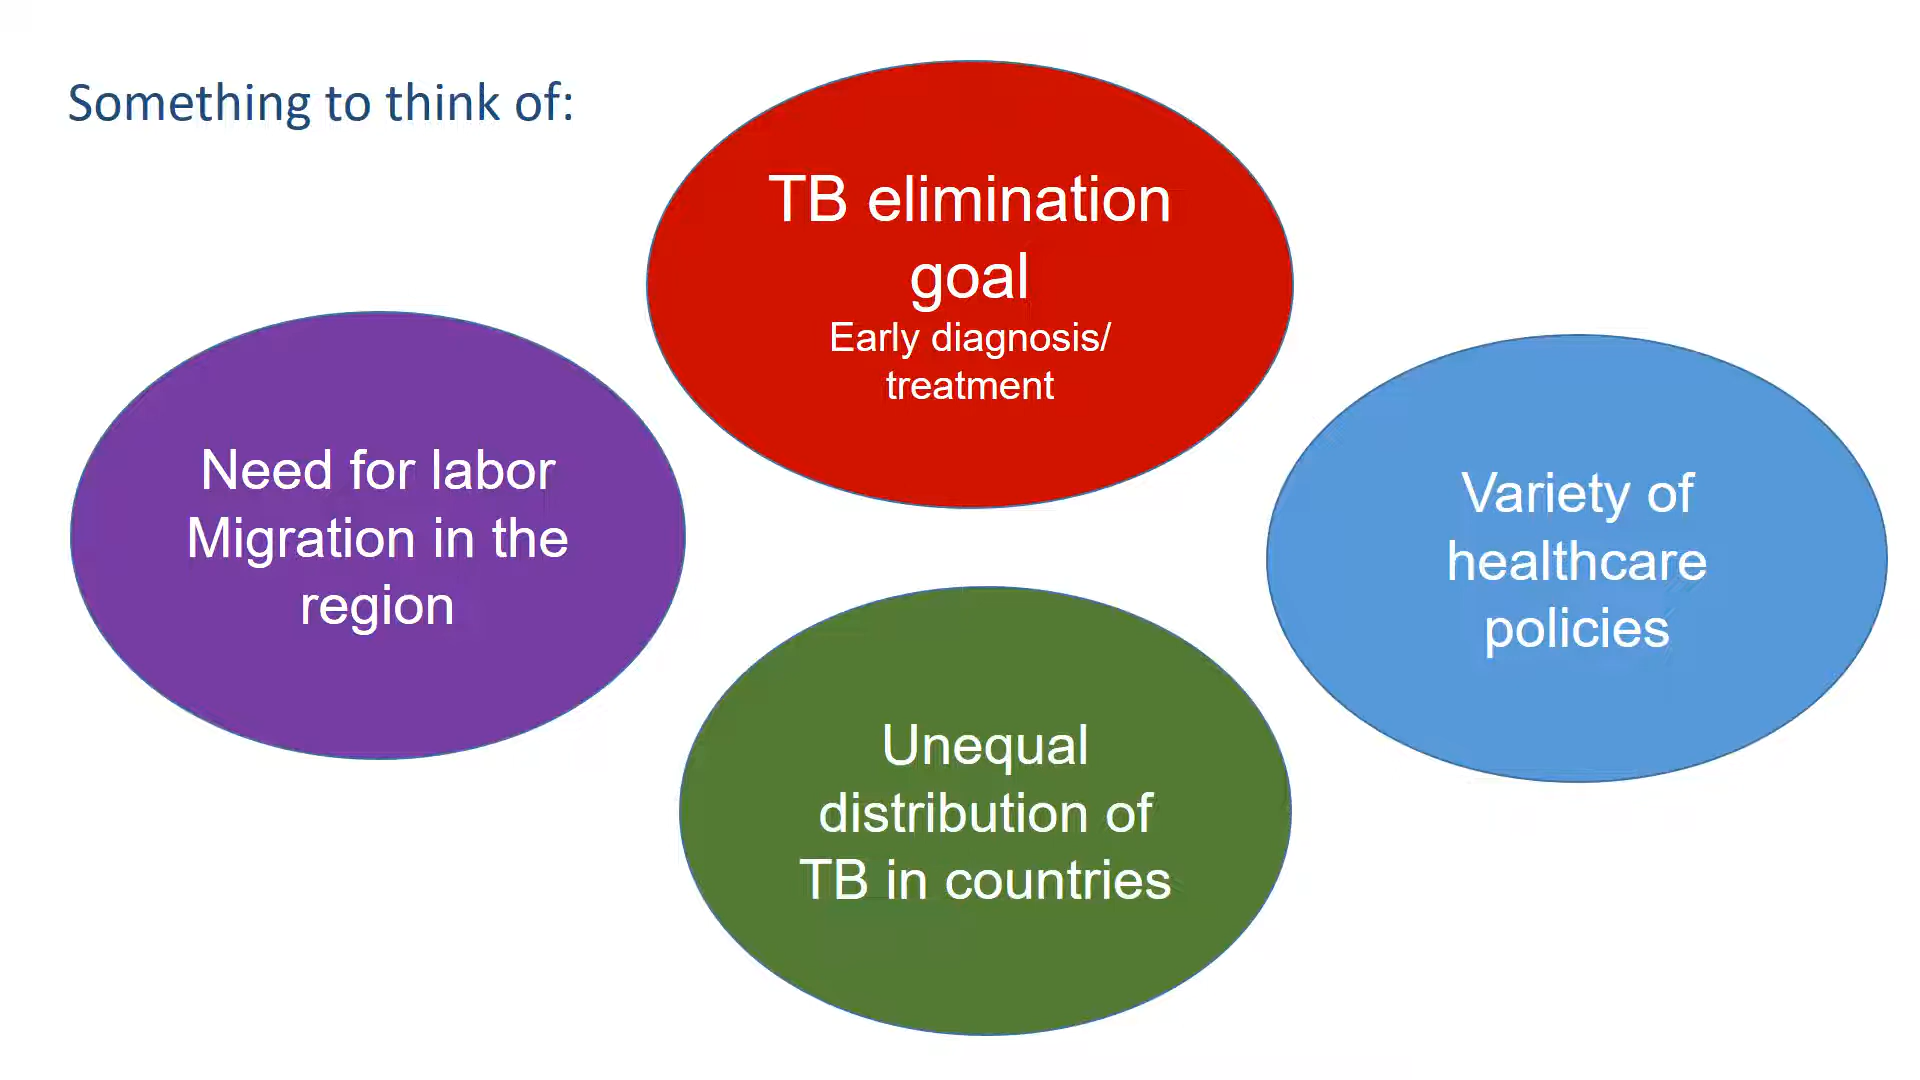 Something to think of:
TB elimination
goal
Early diagnosis/
treatment
Need for labor
Migration in the
region
Variety of
healthcare
policies
Unequal
distribution of
TB in countries